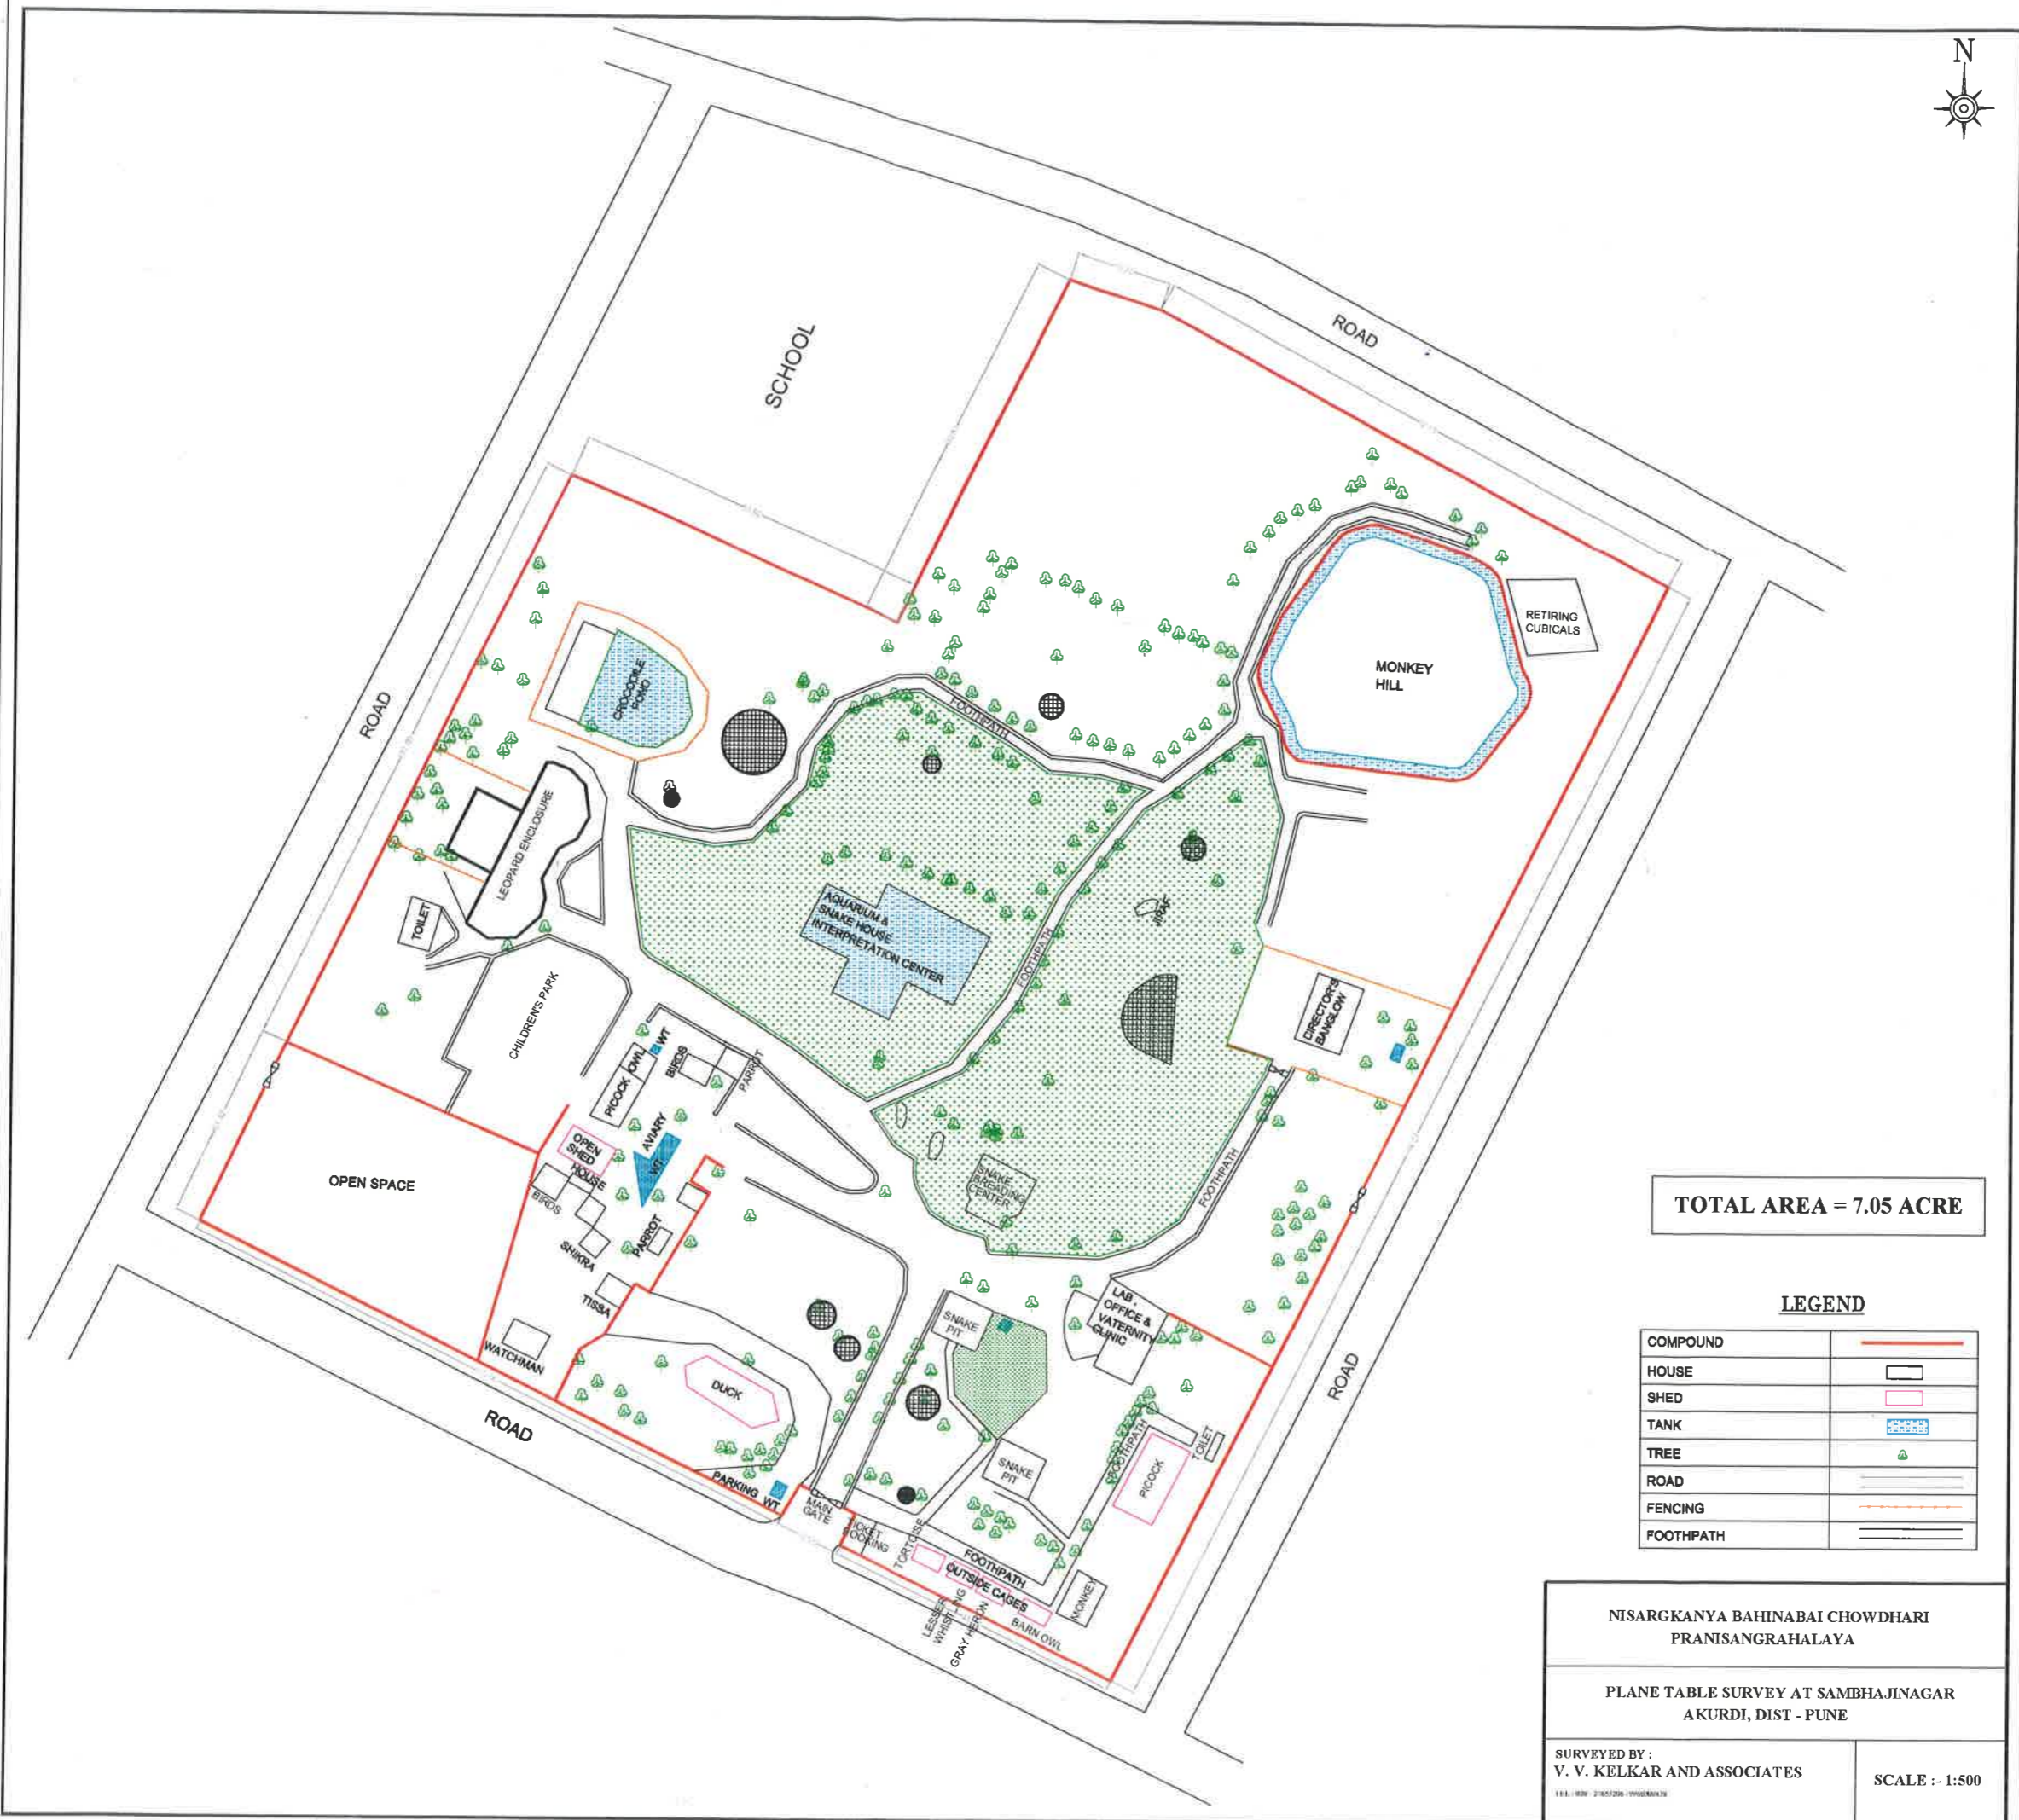 N
ROAD
SCHOOL
ROAD
RETIRING
CUBICALS
MONKEY
HILL
CROCODILE
POND
FOOTHPATH
LEOPARD ENCLOSURE
TOILET
AQUARIUM &
SNAKE HOUSE
INTERPRETATION CENTER
JIRAF
FOOTHPATH
CHILDREN'S PARK
DIRECTOR'S
BANGLOW
OWL
WT
BIRDS
PARROT
PICOCK
AVIARY
WT
OPEN
SHED
HOUSE
BIRDS
SHIKRA
PARROT
TISSA
WATCHMAN
OPEN SPACE
SNAKE
BREADING
CENTER
FOOTHPATH
TOTAL AREA = 7.05 ACRE
LAB ,
OFFICE &
VATERNITY
CLINIC
SNAKE
PIT
DUCK
ROAD
ROAD
PARKING
WT
MAIN
GATE
TICKET
BOOKING
SNAKE
PIT
FOOTHPATH
PICOCK
TOILET
TORTOISE
FOOTHPATH
OUTSIDE CAGES
LESSER
WHISTLING
GRAY HERON
BARN OWL
MONKEY
LEGEND
COMPOUND
HOUSE
SHED
TANK
TREE
ROAD
FENCING
FOOTHPATH
NISARGKANYA BAHINABAI CHOWDHARI
PRANISANGRAHALAYA
PLANE TABLE SURVEY AT SAMBHAJINAGAR
AKURDI, DIST - PUNE
SURVEYED BY :
V. V. KELKAR AND ASSOCIATES
SCALE :- 1:500